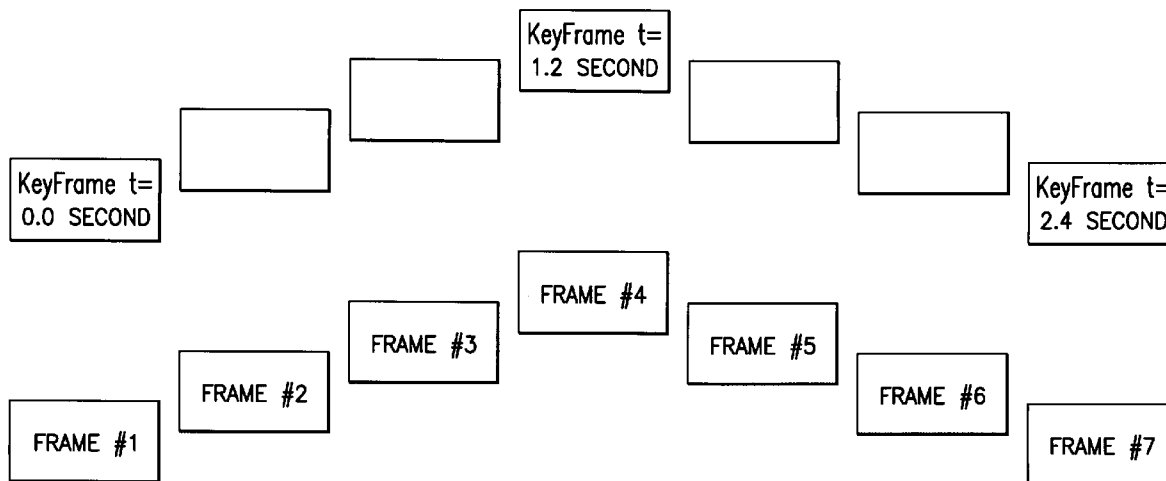 KeyFrame t=
1.2 SECOND
KeyFrame t=
0.0 SECOND
KeyFrame t=
2.4 SECOND
FRAME #4
FRAME #3
FRAME #5
FRAME #2
FRAME #6
FRAME #1
FRAME #7